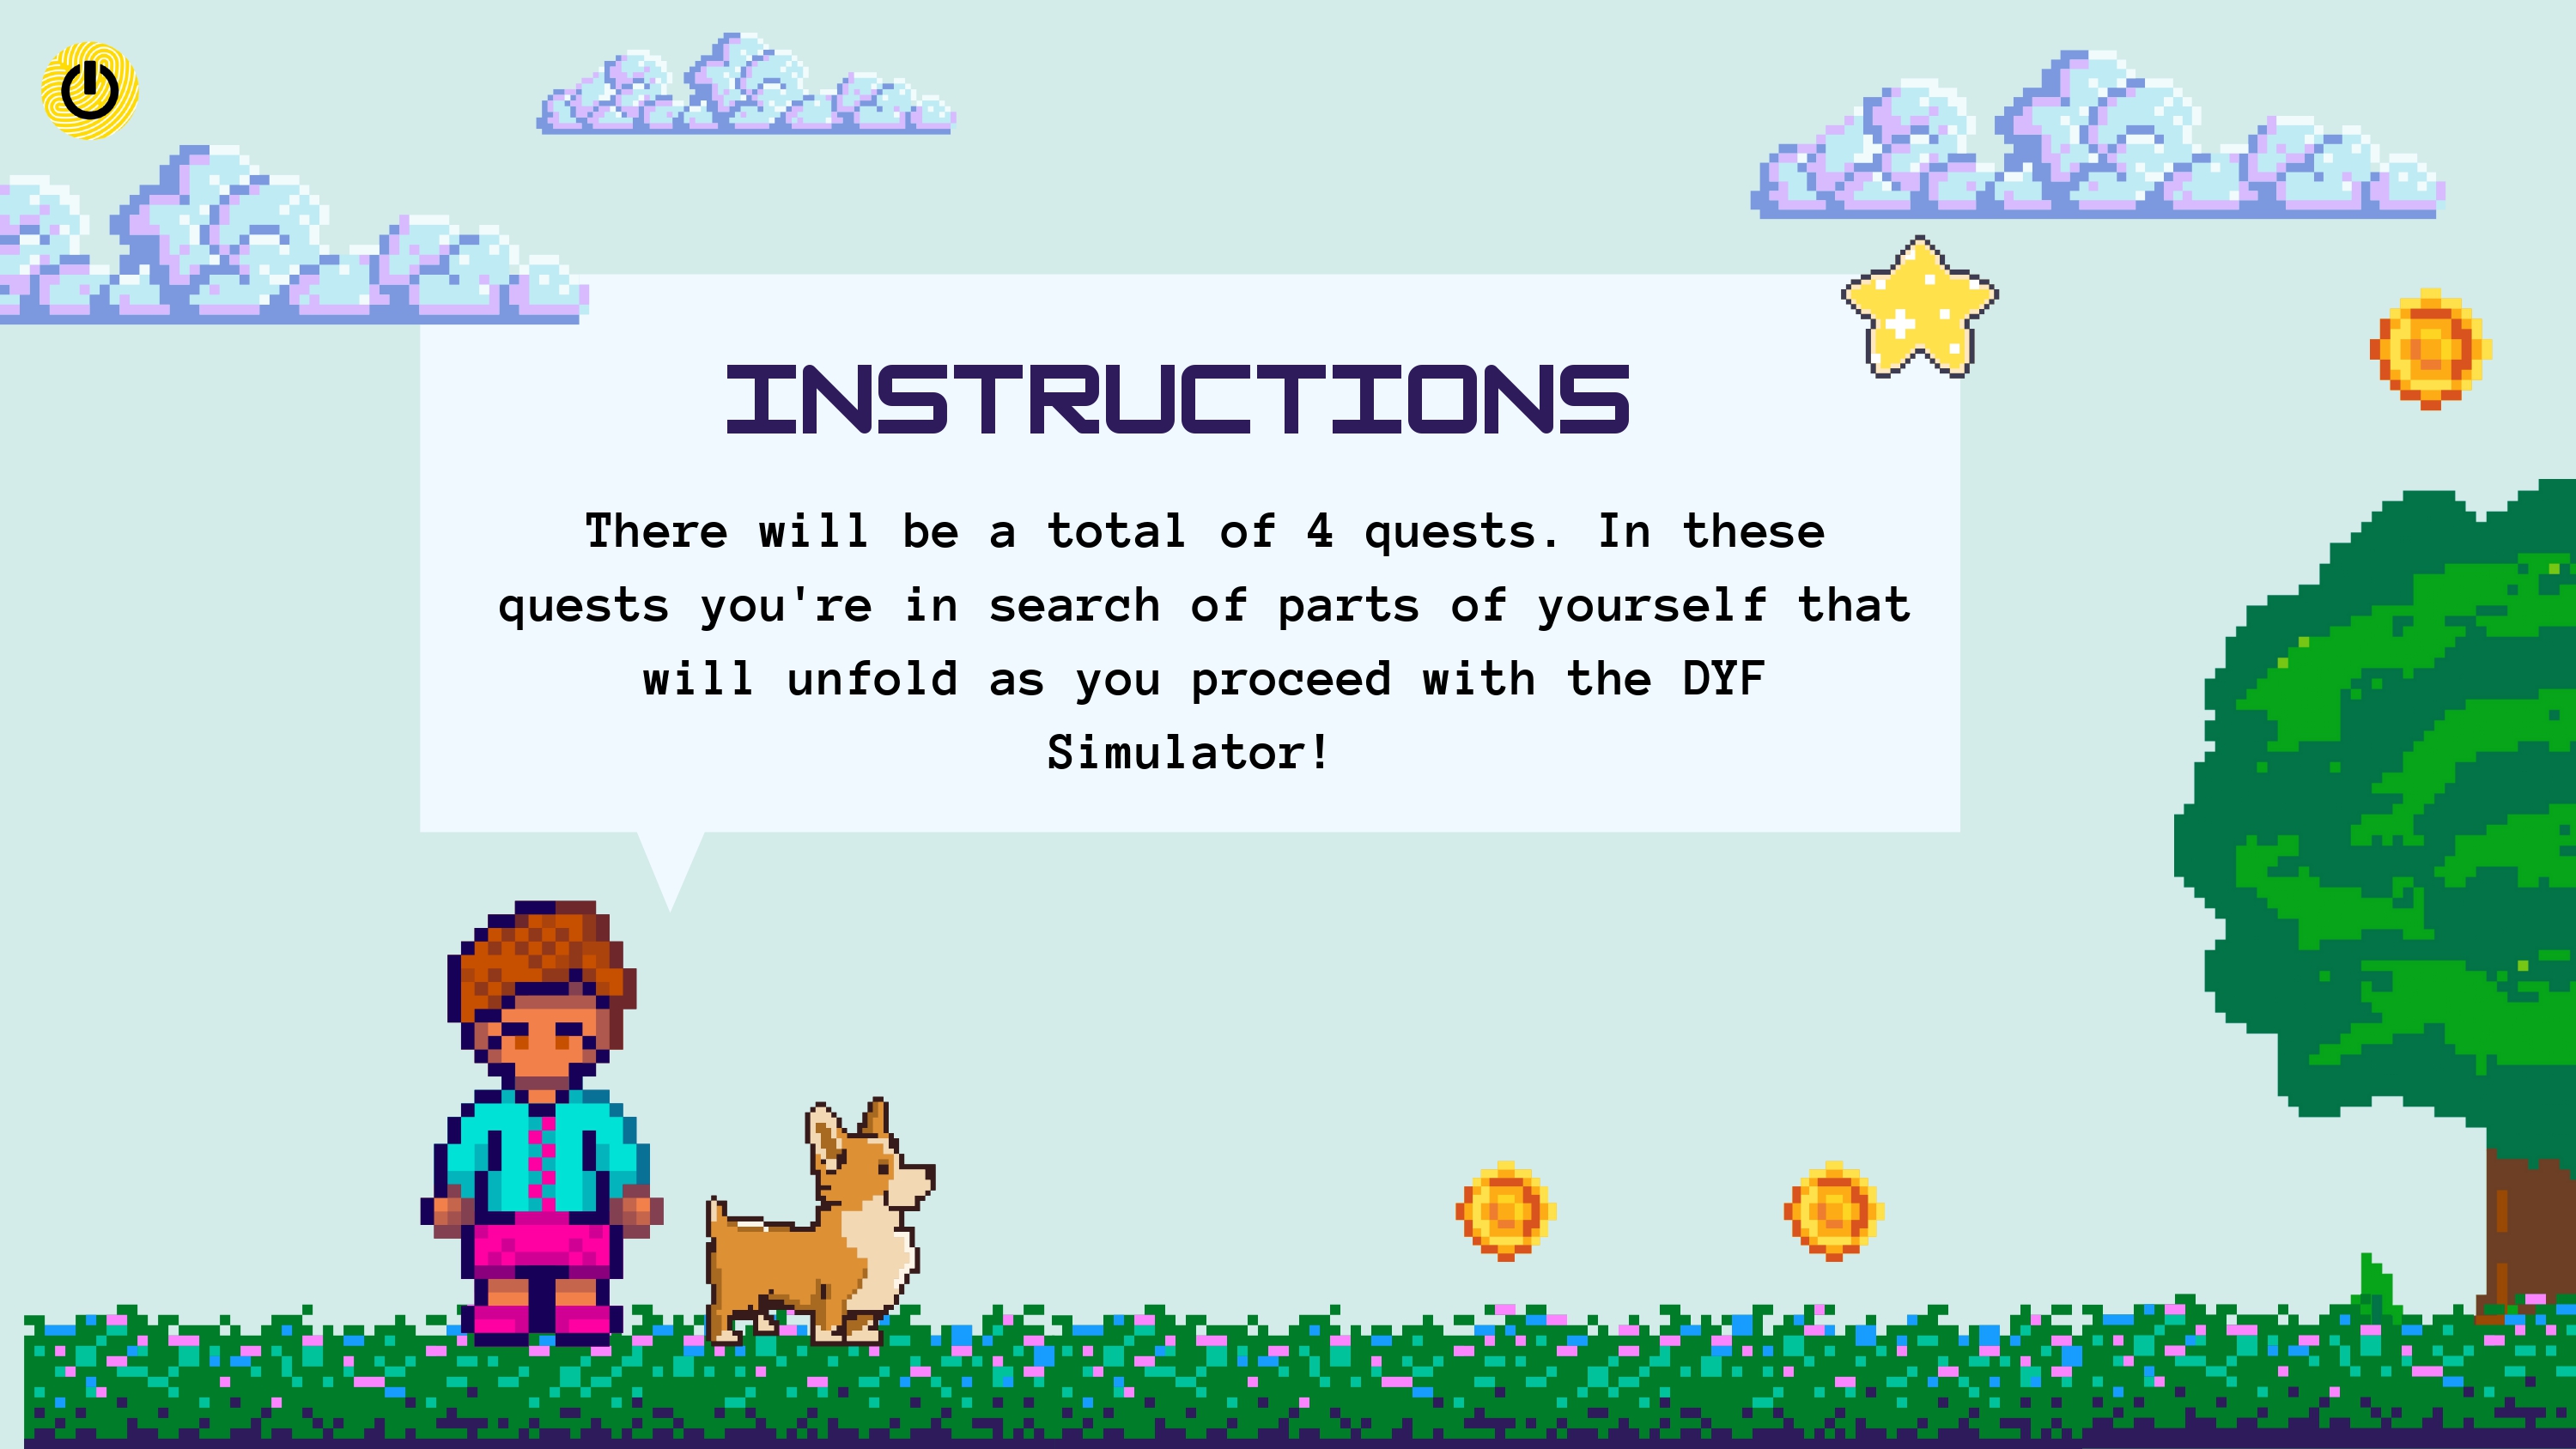 INSTRUCTIONS
There will be a total of 4 quests. In these
quests you're in search of parts of yourself that
will unfold as you proceed with the DYF
Simulator!